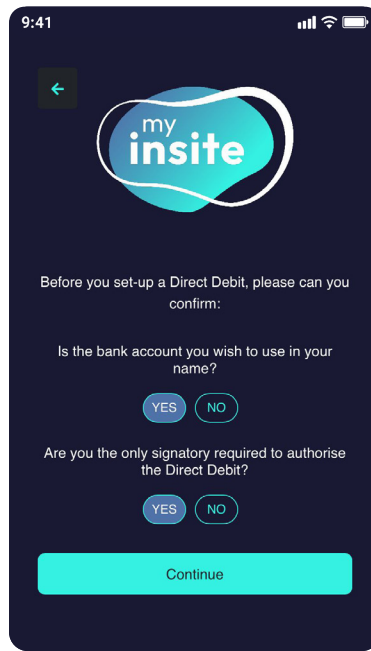 9:41
my
insite
Before you set-up a Direct Debit, please can you
confirm:
Is the bank account you wish to use in your
name?
YES NO
Are you the only signatory required to authorise
the Direct Debit?
YES NO
Continue